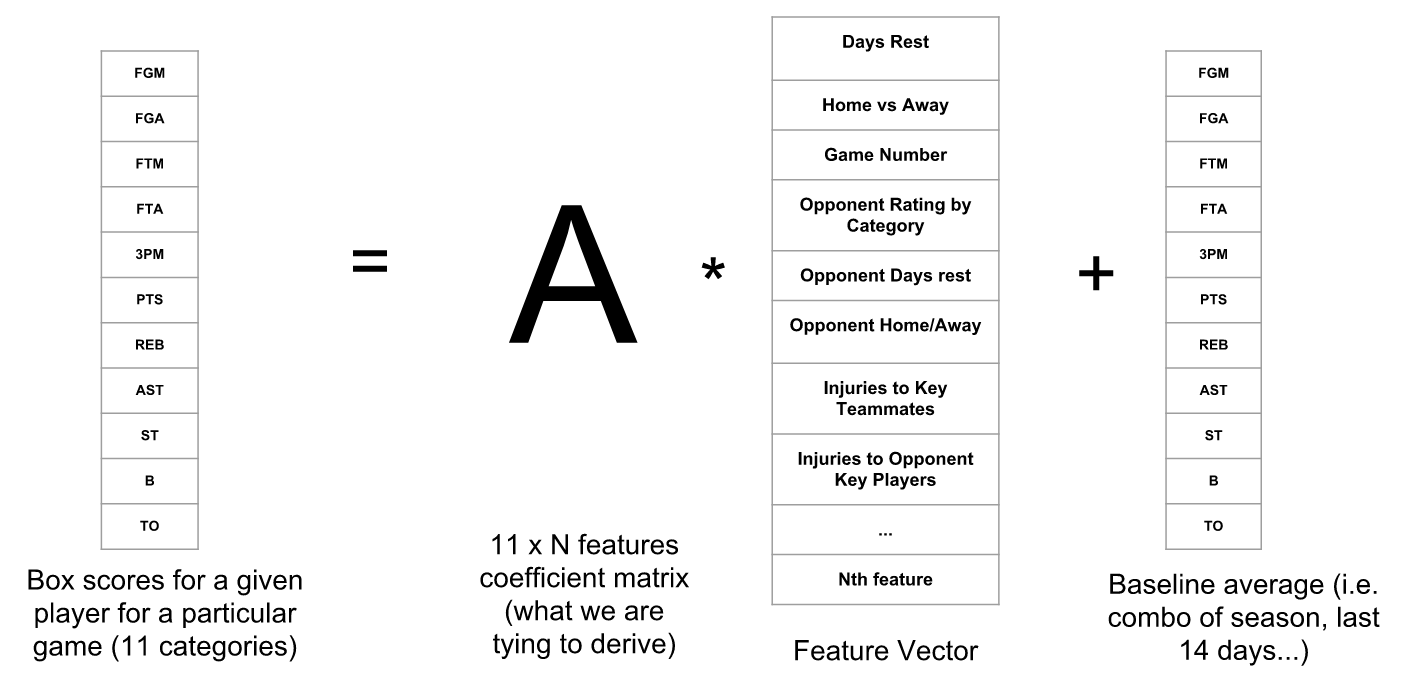 FGM
FGA
FTM
FTA
3PM
PTS
REB
AST
ST
B
TO
Box scores for a given
player for a particular
game (11 categories)
=
A
11 x N features
coefficient matrix
(what we are
tying to derive)
*
Days Rest
Home vs Away
Game Number
Opponent Rating by
Category
Opponent Days rest
Opponent Home/Away
Injuries to Key
Teammates
Injuries to Opponent
Key Players
...
Nth feature
Feature Vector
+
FGM
FGA
FTM
FTA
3PM
PTS
REB
AST
ST
B
TO
Baseline average (i.e.
combo of season, last
14 days...)